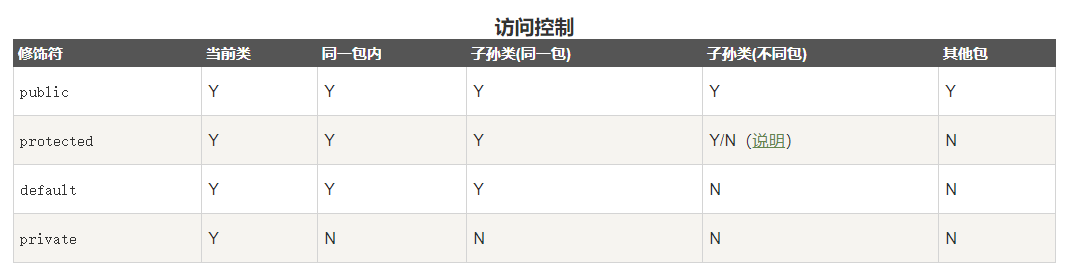 访问控制
修饰符 当前类 同一包内 子孙类(同一包) 子孙类(不同包) 其他包
public Y Y Y Y Y
protected Y Y Y Y/N（说明） N
default Y Y Y N N
private Y N N N N